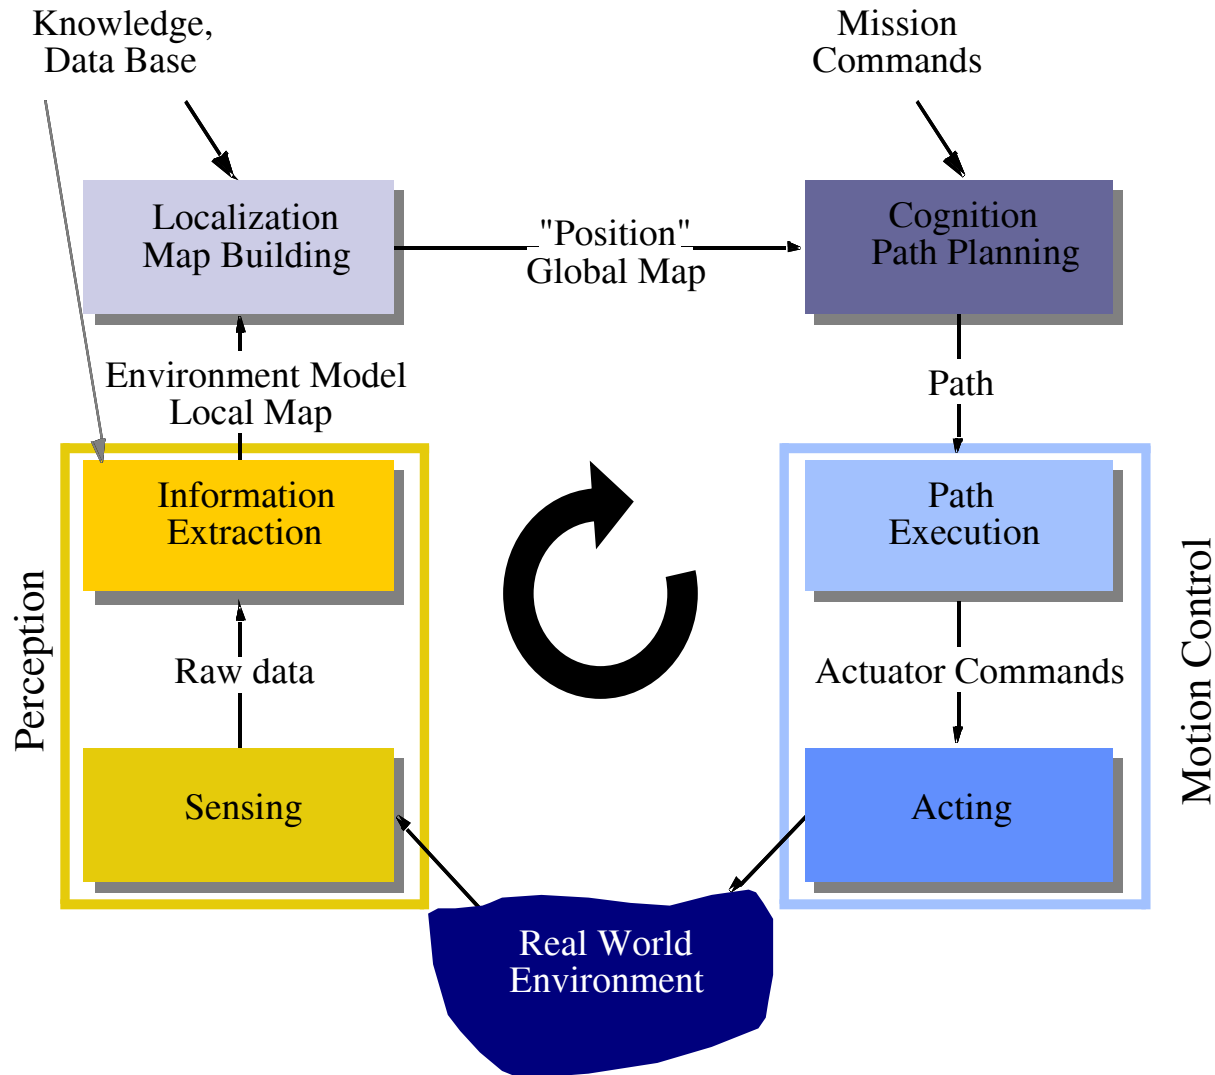 Knowledge,
Data Base
Mission
Commands
Localization
Map Building
"Position"
Global Map
Cognition
Path Planning
Environment Model
Local Map
Path
Information
Extraction
Path
Execution
Perception
Raw data
Actuator Commands
Motion Control
Sensing
Acting
Real World
Environment